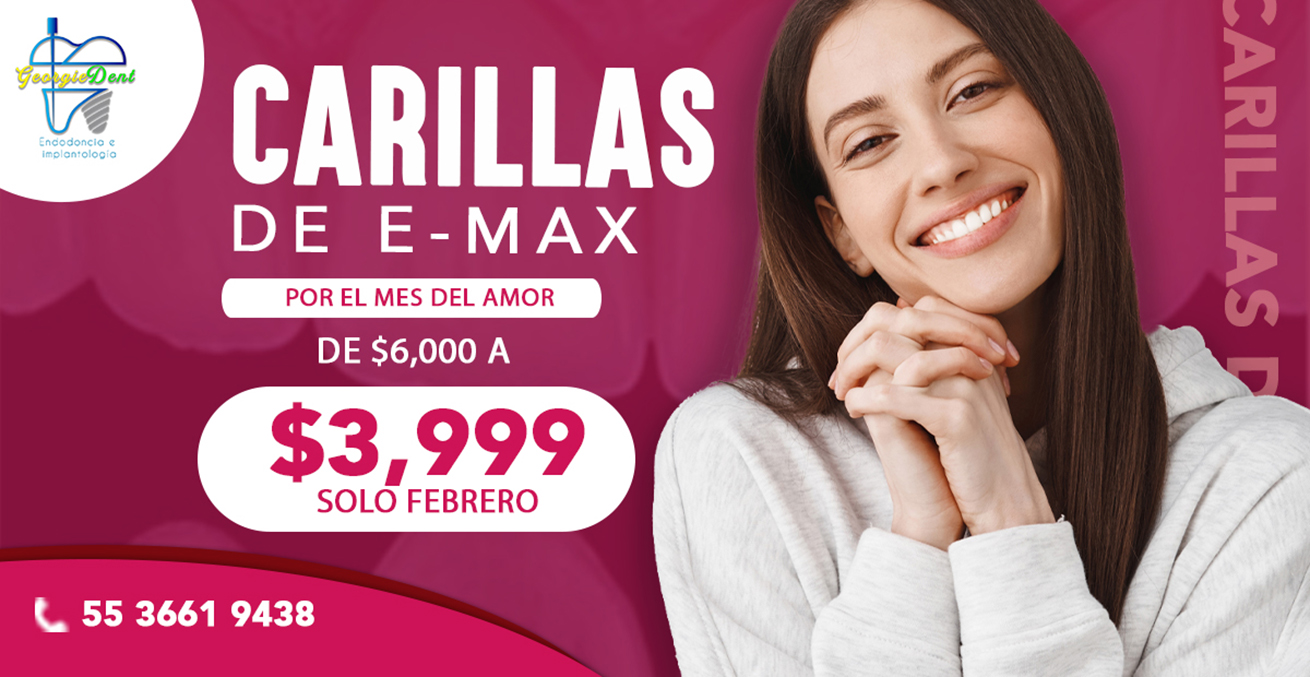 GeorgieDent
Endodoncia e
Implantología
CARILLAS
DE E-MAX
POR EL MES DEL AMOR
DE $6,000 A
$3,999
SOLO FEBRERO
55 3661 9438
CARILLAS D